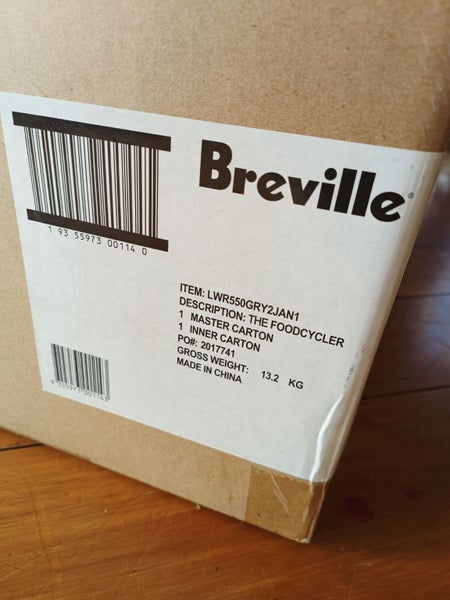 Breville®
1 93 55973 00114 0
ITEM: LWR550GRY2JAN1
DESCRIPTION: THE FOODCYCLER
1 MASTER CARTON
1 INNER CARTON
PO#: 2017741
GROSS WEIGHT: 13.2 KG
MADE IN CHINA